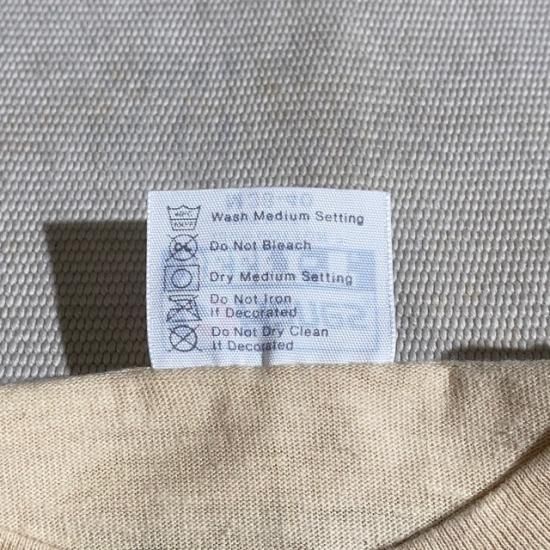 Wash Medium Setting
Do Not Bleach
Dry Medium Setting
Do Not Iron
If Decorated
Do Not Dry Clean
If Decorated